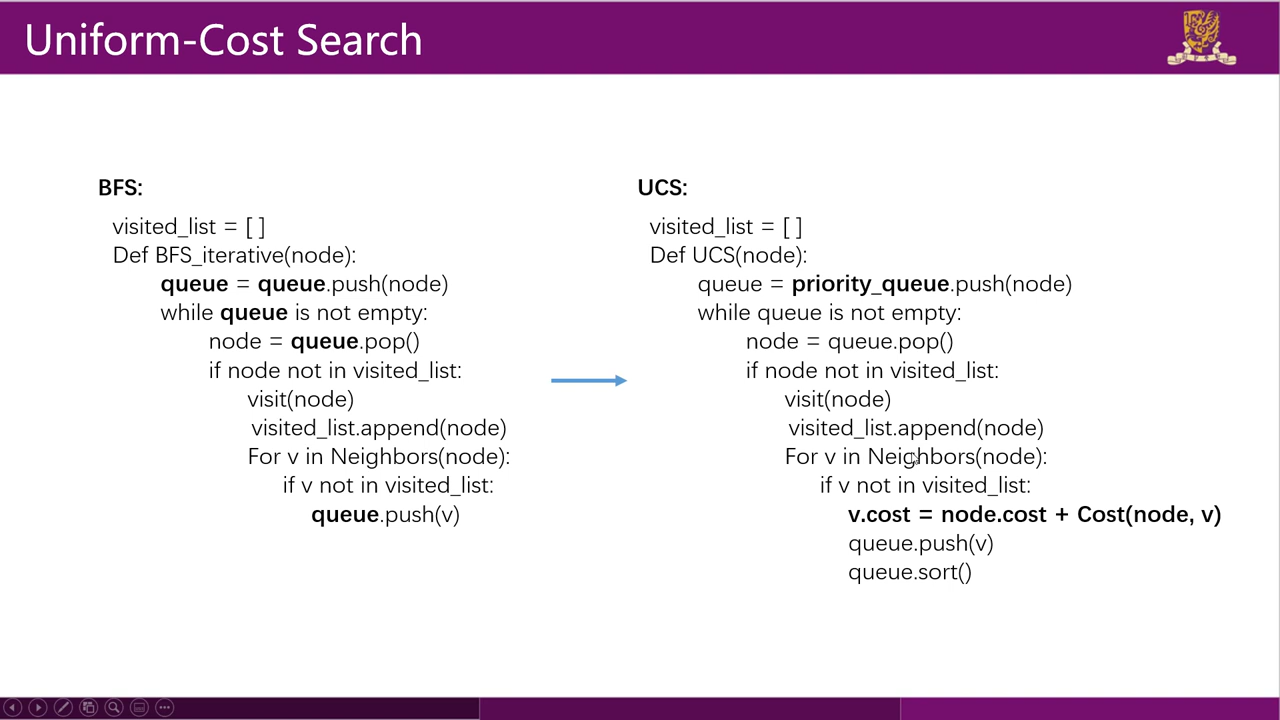 Uniform-Cost Search
BFS:
visited_list = [ ]
Def BFS_iterative(node):
queue = queue.push(node)
while queue is not empty:
node = queue.pop()
if node not in visited_list:
visit(node)
visited_list.append(node)
For v in Neighbors(node):
if v not in visited_list:
queue.push(v)
UCS:
visited_list = [ ]
Def UCS(node):
queue = priority_queue.push(node)
while queue is not empty:
node = queue.pop()
if node not in visited_list:
visit(node)
visited_list.append(node)
For v in Neighbors(node):
if v not in visited_list:
v.cost = node.cost + Cost(node, v)
queue.push(v)
queue.sort()